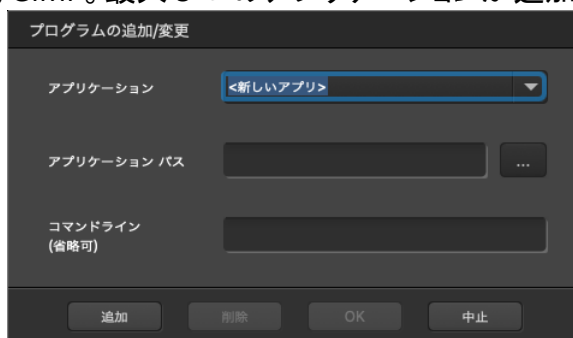 プログラムの追加/変更
アプリケーション
<新しいアプリ>
アプリケーション パス
...
コマンドライン
(省略可)
追加
削除
OK
中止